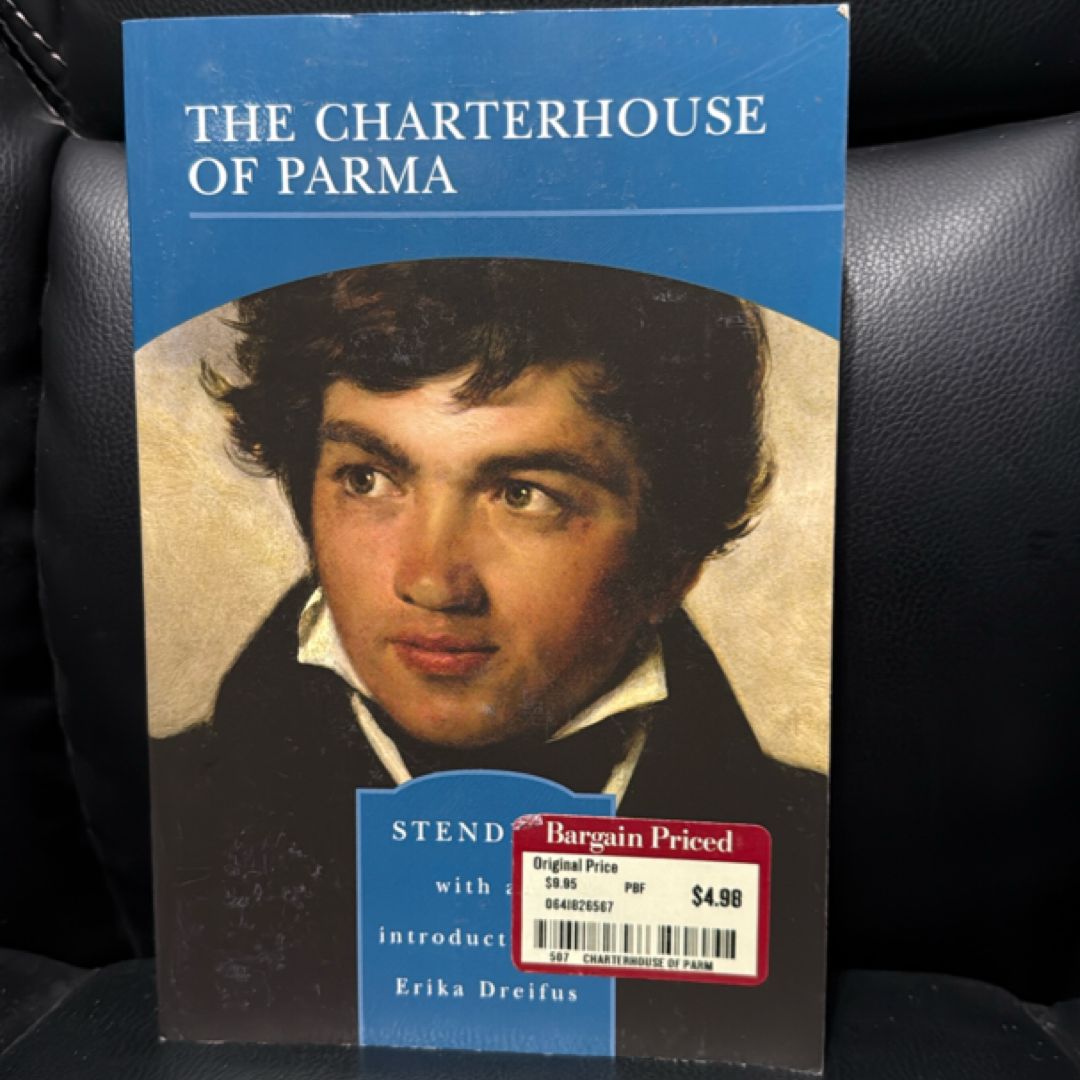 THE CHARTERHOUSE
OF PARMA
STEND
with a
introduct
Erika Dreifus
Bargain Priced
Original Price
$9.95 PBF $4.98
0641826567
507 CHARTERHOUSE OF PARM